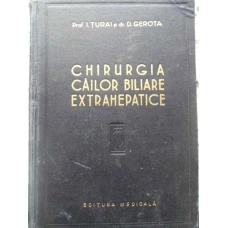 Prof. I. ȚURAI și dr. D. GEROTA
CHIRURGIA
CĂILOR BILIARE
EXTRAHEPATICE
EDITURA MEDICALĂ